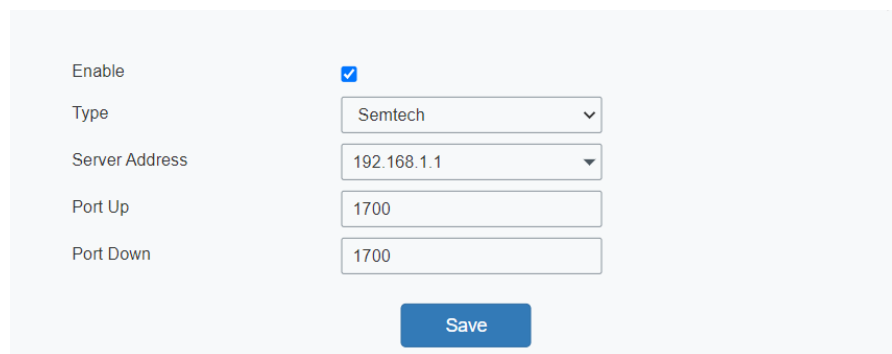 Enable
Type Semtech
Server Address 192.168.1.1
Port Up 1700
Port Down 1700
Save